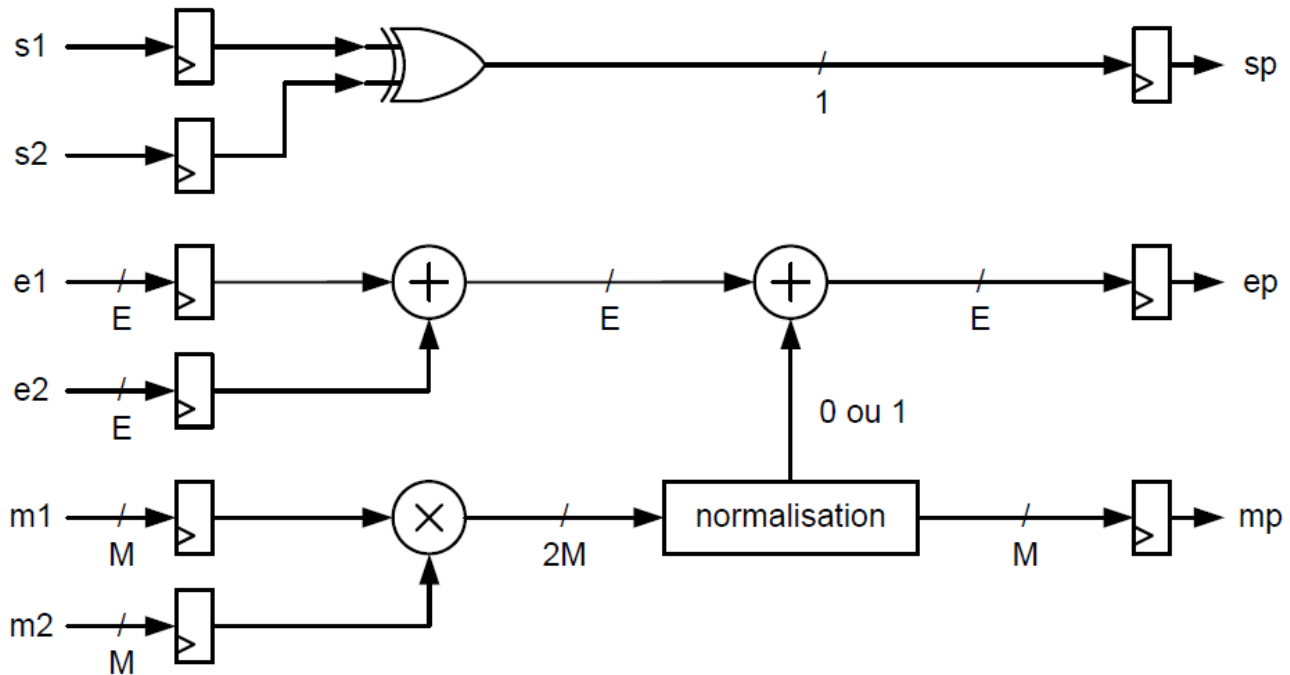 s1
sp
/
1
s2
e1
/
E
/
E
/
E
ep
e2
/
E
0 ou 1
m1
/
M
/
2M
normalisation
/
M
mp
m2
/
M